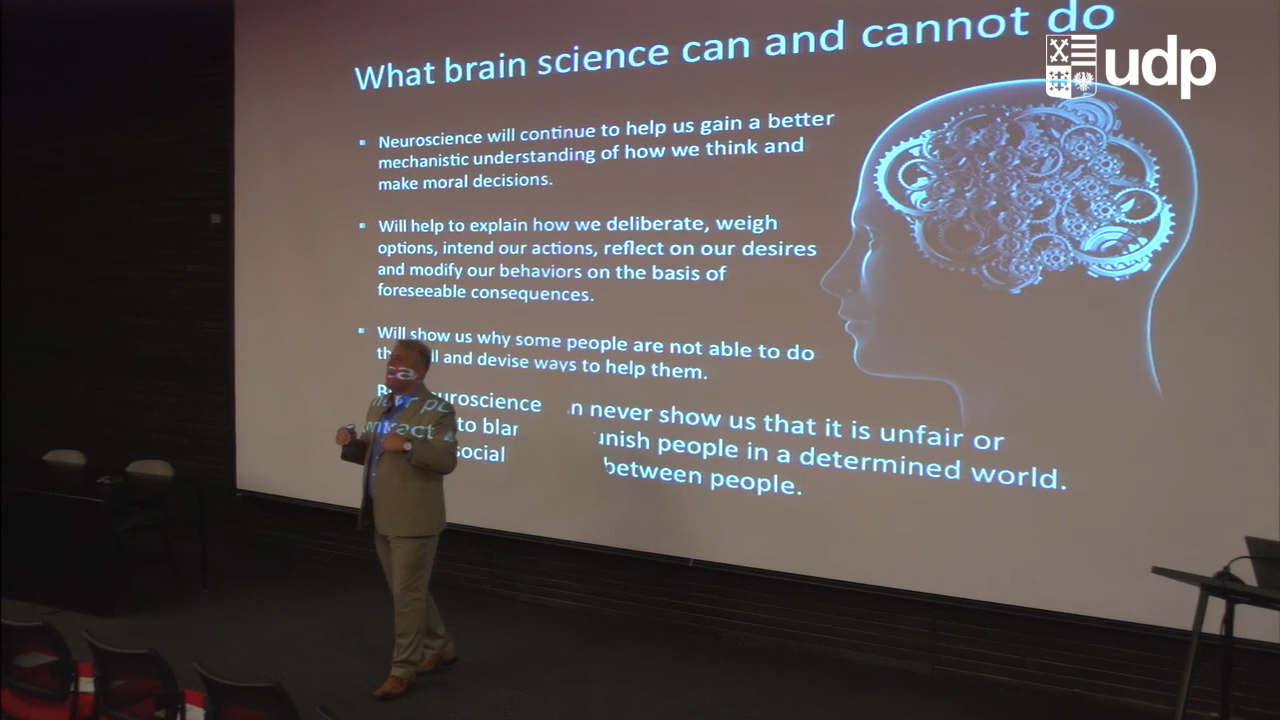 What brain science can and cannot do
udp
Neuroscience will continue to help us gain a better
mechanistic understanding of how we think and
make moral decisions.
Will help to explain how we deliberate, weigh
options, intend our actions, reflect on our desires
and modify our behaviors on the basis of
foreseeable consequences.
Will show us why some people are not able to do
and devise ways to help them.
never show us that it is unfair or
to people in a determined world.
social between people.